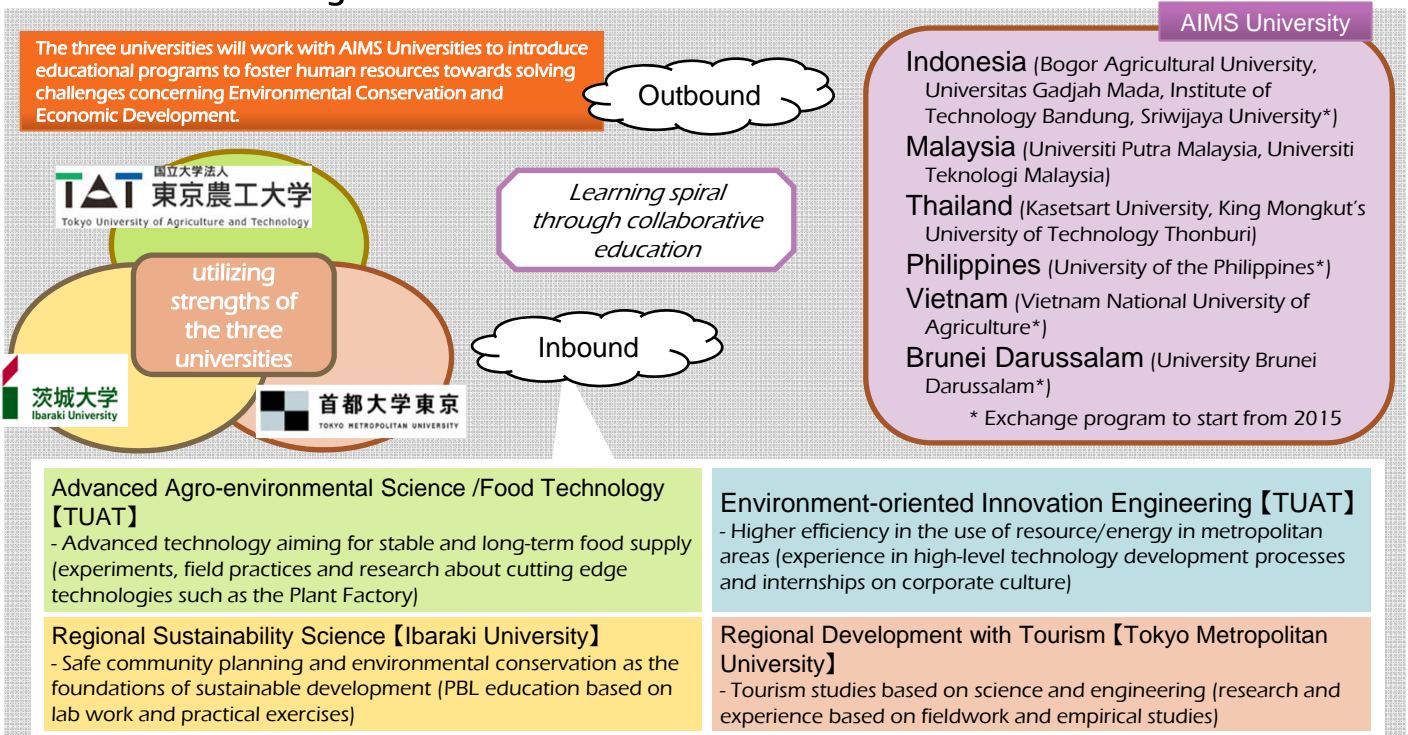 AIMS University
The three universities will work with AIMS Universities to introduce
educational programs to foster human resources towards solving
challenges concerning Environmental Conservation and
Economic Development.
Outbound
Indonesia (Bogor Agricultural University,
Universitas Gadjah Mada, Institute of
Technology Bandung, Sriwijaya University*)
Malaysia (Universiti Putra Malaysia, Universiti
Teknologi Malaysia)
Thailand (Kasetsart University, King Mongkut's
University of Technology Thonburi)
Philippines (University of the Philippines*)
Vietnam (Vietnam National University of
Agriculture*)
Brunei Darussalam (University Brunei
Darussalam*)
* Exchange program to start from 2015
国立大学法人
TAT 東京農工大学
Tokyo University of Agriculture and Technology
Learning spiral
through collaborative
education
utilizing
strengths of
the three
universities
Inbound
茨城大学
Ibaraki University
首都大学東京
TOKYO METROPOLITAN UNIVERSITY
Advanced Agro-environmental Science /Food Technology
【TUAT】
- Advanced technology aiming for stable and long-term food supply
(experiments, field practices and research about cutting edge
technologies such as the Plant Factory)
Environment-oriented Innovation Engineering【TUAT】
- Higher efficiency in the use of resource/energy in metropolitan
areas (experience in high-level technology development processes
and internships on corporate culture)
Regional Sustainability Science【Ibaraki University】
- Safe community planning and environmental conservation as the
foundations of sustainable development (PBL education based on
lab work and practical exercises)
Regional Development with Tourism【Tokyo Metropolitan
University】
- Tourism studies based on science and engineering (research and
experience based on fieldwork and empirical studies)